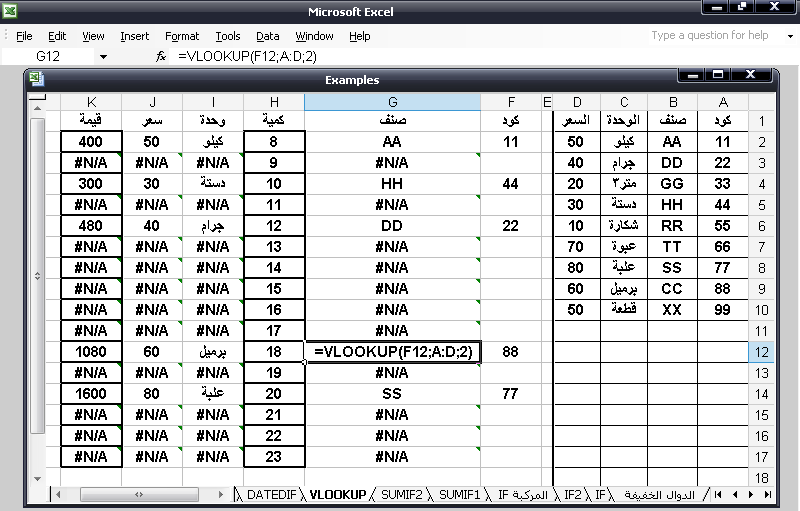 Microsoft Excel
File Edit View Insert Format Tools Data Window Help Type a question for help
G12 fx =VLOOKUP(F12;A:D;2)
Examples
A B C D E F G H I J K
1 كود صنف الوحدة السعر كود صنف كمية وحدة سعر قيمة
2 11 AA كيلو 50 11 AA 8 كيلو 50 400
3 22 DD جرام 40 #N/A 9 #N/A #N/A #N/A
4 33 GG متر٣ 20 44 HH 10 دستة 30 300
5 44 HH دستة 30 #N/A 11 #N/A #N/A #N/A
6 55 RR شكارة 10 22 DD 12 جرام 40 480
7 66 TT عبوة 70 #N/A 13 #N/A #N/A #N/A
8 77 SS علبة 80 #N/A 14 #N/A #N/A #N/A
9 88 CC برميل 60 #N/A 15 #N/A #N/A #N/A
10 99 XX قطعة 50 #N/A 16 #N/A #N/A #N/A
11 #N/A 17 #N/A #N/A #N/A
12 88 =VLOOKUP(F12;A:D;2) 18 برميل 60 1080
13 #N/A 19 #N/A #N/A #N/A
14 77 SS 20 علبة 80 1600
15 #N/A 21 #N/A #N/A #N/A
16 #N/A 22 #N/A #N/A #N/A
17 #N/A 23 #N/A #N/A #N/A
18
الدوال الخفيفة IF IF2 المركبة IF SUMIF1 SUMIF2 VLOOKUP DATEDIF